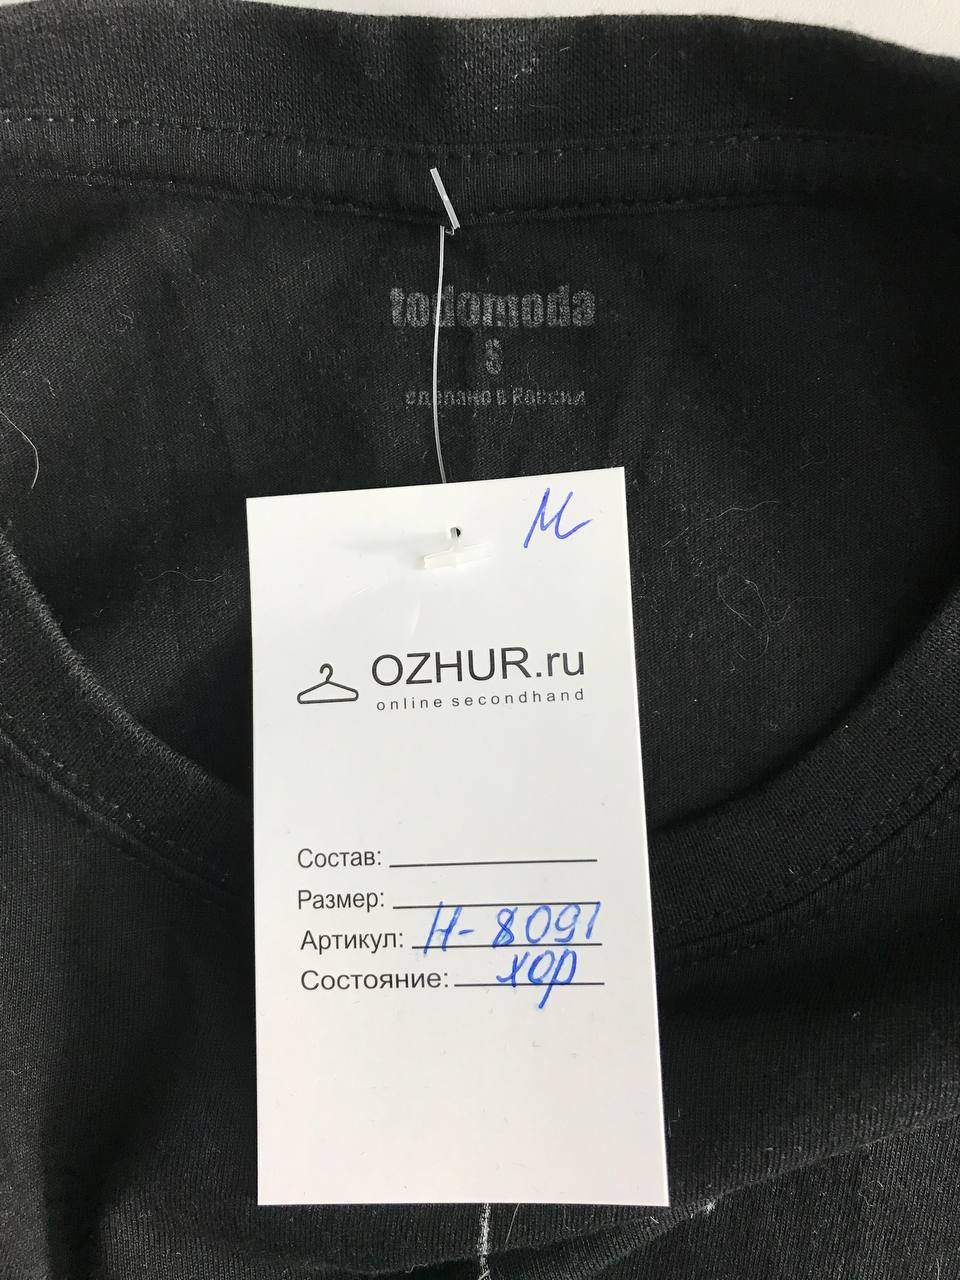 todomoda
S
сделано в России
М
OZHUR.ru
online secondhand
Состав:
Размер:
Артикул: Н-8091
Состояние: хор